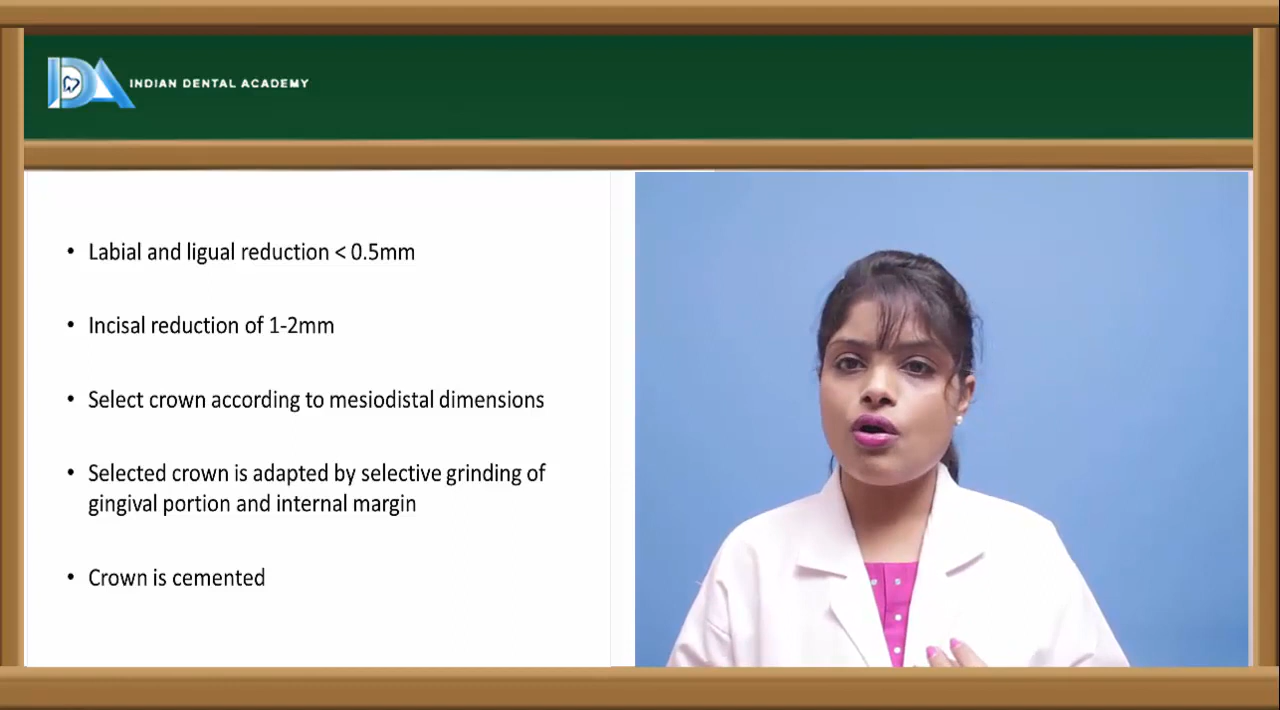 INDIAN DENTAL ACADEMY
• Labial and ligual reduction < 0.5mm
• Incisal reduction of 1-2mm
• Select crown according to mesiodistal dimensions
• Selected crown is adapted by selective grinding of
gingival portion and internal margin
• Crown is cemented